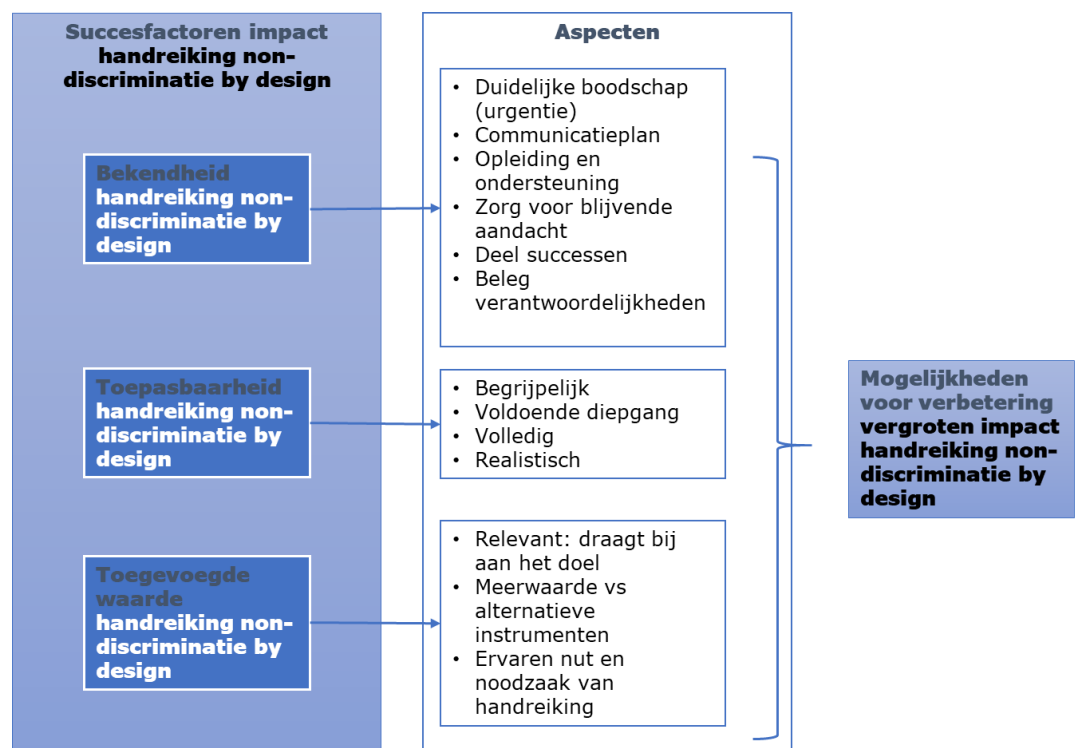 Succesfactoren impact
handreiking non-
discriminatie by design
Aspecten
Bekendheid
handreiking non-
discriminatie by
design
• Duidelijke boodschap
(urgentie)
• Communicatieplan
• Opleiding en
ondersteuning
• Zorg voor blijvende
aandacht
• Deel successen
• Beleg
verantwoordelijkheden
Toepasbaarheid
handreiking non-
discriminatie by
design
• Begrijpelijk
• Voldoende diepgang
• Volledig
• Realistisch
Toegevoegde
waarde
handreiking non-
discriminatie by
design
• Relevant: draagt bij
aan het doel
• Meerwaarde vs
alternatieve
instrumenten
• Ervaren nut en
noodzaak van
handreiking
Mogelijkheden
voor verbetering
vergroten impact
handreiking non-
discriminatie by
design